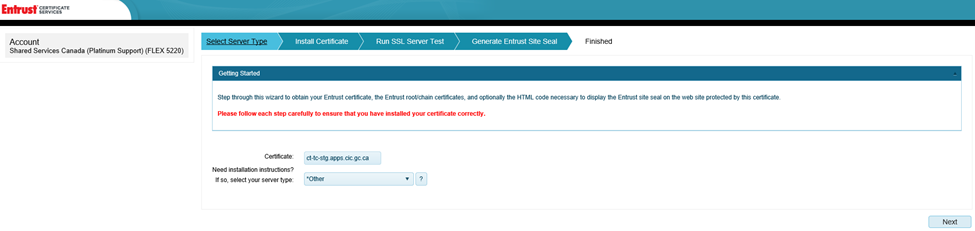 Entrust CERTIFICATE SERVICES
Account
Shared Services Canada (Platinum Support) (FLEX 5220)
Select Server Type
Install Certificate
Run SSL Server Test
Generate Entrust Site Seal
Finished
Getting Started
Step through this wizard to obtain your Entrust certificate, the Entrust root/chain certificates, and optionally the HTML code necessary to display the Entrust site seal on the web site protected by this certificate.
Please follow each step carefully to ensure that you have installed your certificate correctly.
Certificate: ct-tc-stg.apps.cic.gc.ca
Need installation instructions?
If so, select your server type: *Other ?
Next